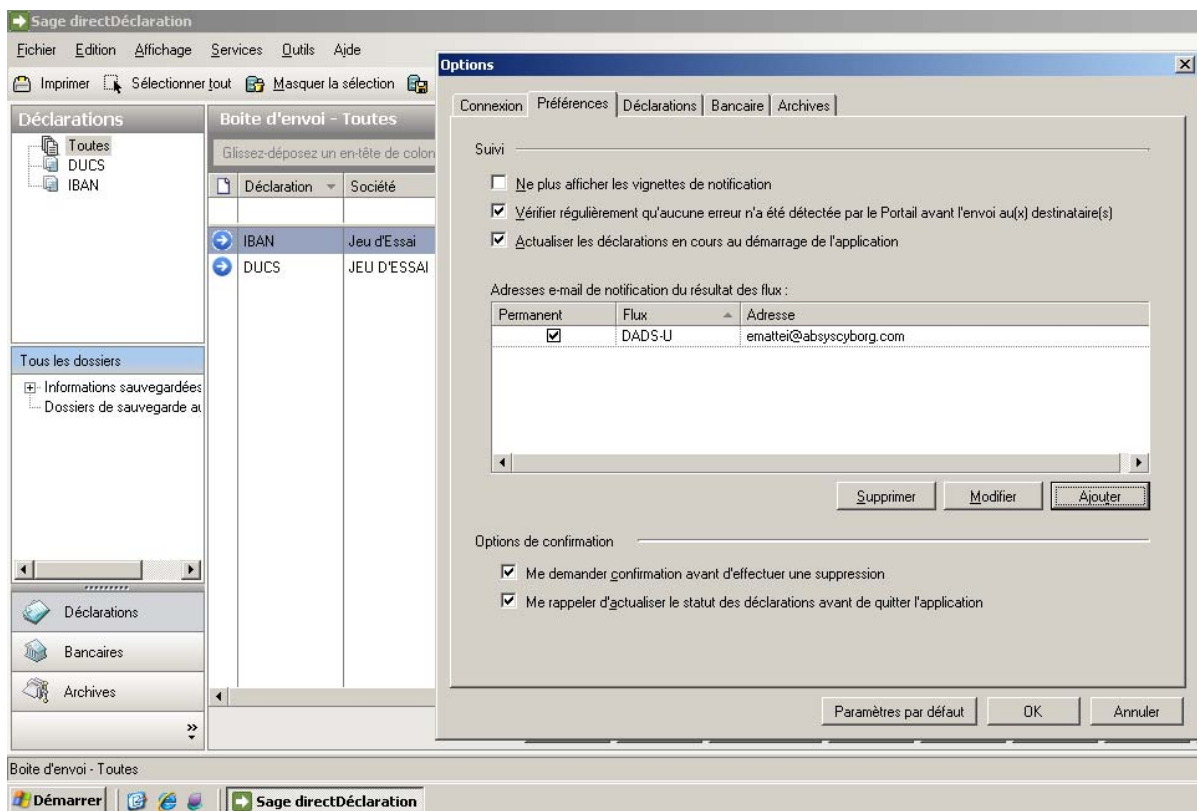 Sage directDéclaration
Fichier Edition Affichage Services Outils Aide
Imprimer Sélectionner tout Masquer la sélection
Déclarations
Toutes
DUCS
IBAN
Boite d'envoi - Toutes
Glissez-déposez un en-tête de colon
Déclaration Société
IBAN Jeu d'Essai
DUCS JEU D'ESSAI
Tous les dossiers
Informations sauvegardées
Dossiers de sauvegarde au
Déclarations
Bancaires
Archives
Options
Connexion Préférences Déclarations Bancaire Archives
Suivi
Ne plus afficher les vignettes de notification
Vérifier régulièrement qu'aucune erreur n'a été détectée par le Portail avant l'envoi au(x) destinataire(s)
Actualiser les déclarations en cours au démarrage de l'application
Adresses e-mail de notification du résultat des flux :
Permanent Flux Adresse
DADS-U emattei@absyscyborg.com
Supprimer Modifier Ajouter
Options de confirmation
Me demander confirmation avant d'effectuer une suppression
Me rappeler d'actualiser le statut des déclarations avant de quitter l'application
Paramètres par défaut OK Annuler
Boite d'envoi - Toutes
Démarrer Sage directDéclaration